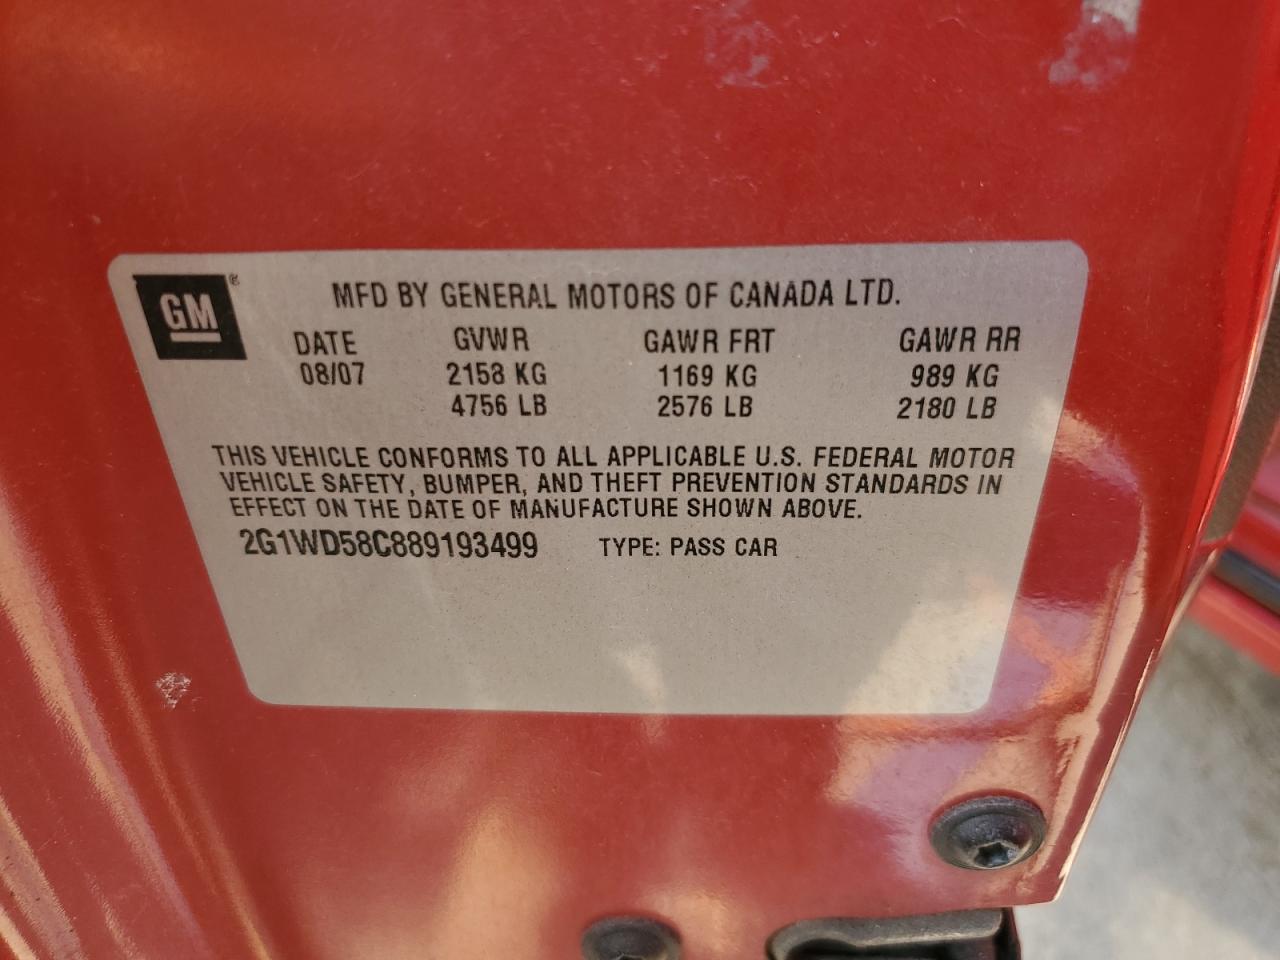 GM ®
MFD BY GENERAL MOTORS OF CANADA LTD.
DATE GVWR GAWR FRT GAWR RR
08/07 2158 KG 1169 KG 989 KG
4756 LB 2576 LB 2180 LB
THIS VEHICLE CONFORMS TO ALL APPLICABLE U.S. FEDERAL MOTOR
VEHICLE SAFETY, BUMPER, AND THEFT PREVENTION STANDARDS IN
EFFECT ON THE DATE OF MANUFACTURE SHOWN ABOVE.
2G1WD58C889193499 TYPE: PASS CAR